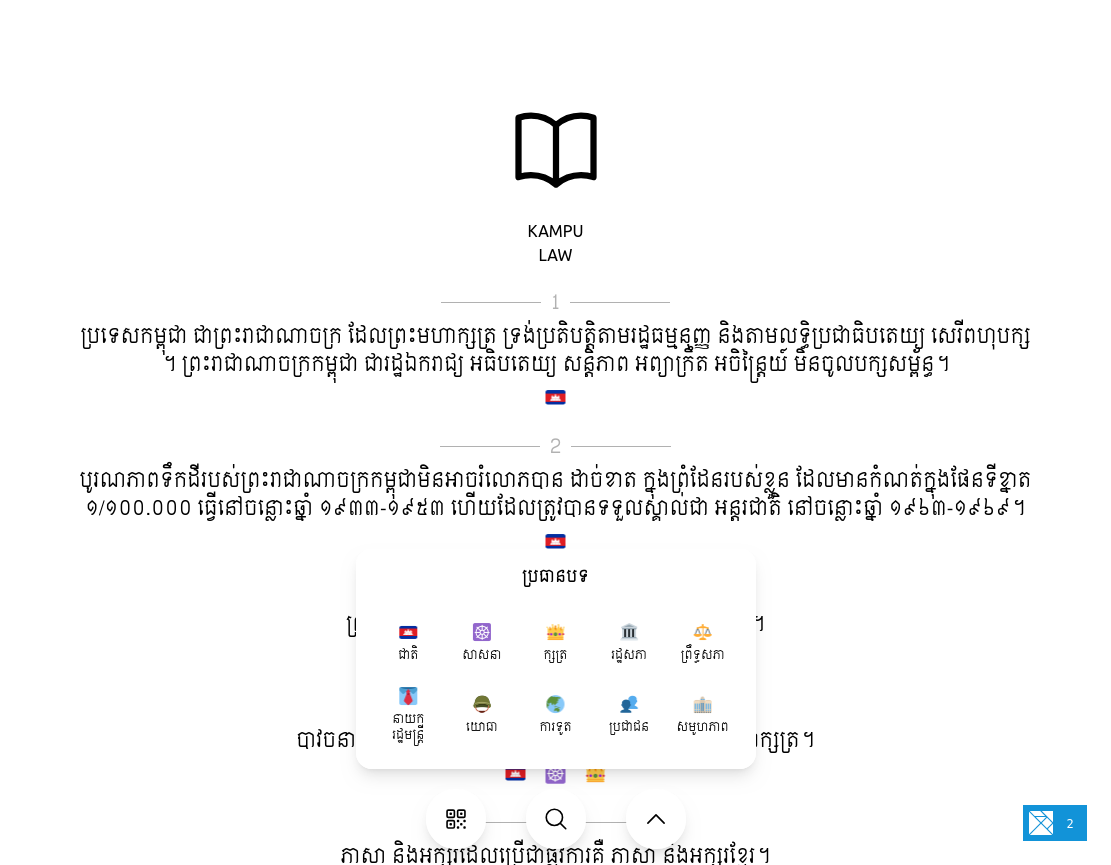 KAMPU
LAW
1
ប្រទេសកម្ពុជា ជាព្រះរាជាណាចក្រ ដែលព្រះមហាក្សត្រ ទ្រង់ប្រតិបត្តិតាមរដ្ឋធម្មនុញ្ញ និងតាមលទ្ធិប្រជាធិបតេយ្យ សេរីពហុបក្ស
។ ព្រះរាជាណាចក្រកម្ពុជា ជារដ្ឋឯករាជ្យ អធិបតេយ្យ សន្តិភាព អព្យាក្រឹត អចិន្ត្រៃយ៍ មិនចូលបក្សសម្ព័ន្ធ។
2
បូរណភាពទឹកដីរបស់ព្រះរាជាណាចក្រកម្ពុជាមិនអាចរំលោភបាន ដាច់ខាត ក្នុងព្រំដែនរបស់ខ្លួន ដែលមានកំណត់ក្នុងផែនទីខ្នាត
១/១០០.០០០ ធ្វើនៅចន្លោះឆ្នាំ ១៩៣៣-១៩៥៣ ហើយដែលត្រូវបានទទួលស្គាល់ជា អន្តរជាតិ នៅចន្លោះឆ្នាំ ១៩៦៣-១៩៦៩។
ប្រធានបទ
ជាតិ សាសនា ក្សត្រ រដ្ឋសភា ព្រឹទ្ធសភា
នាយក
រដ្ឋមន្ត្រី យោធា ការទូត ប្រជាជន សមូហភាព
បាវចនា ក្សត្រ។
ភាសា និងអក្សរដែលប្រើជាផ្លូវការគឺ ភាសា និងអក្សរខ្មែរ។
2